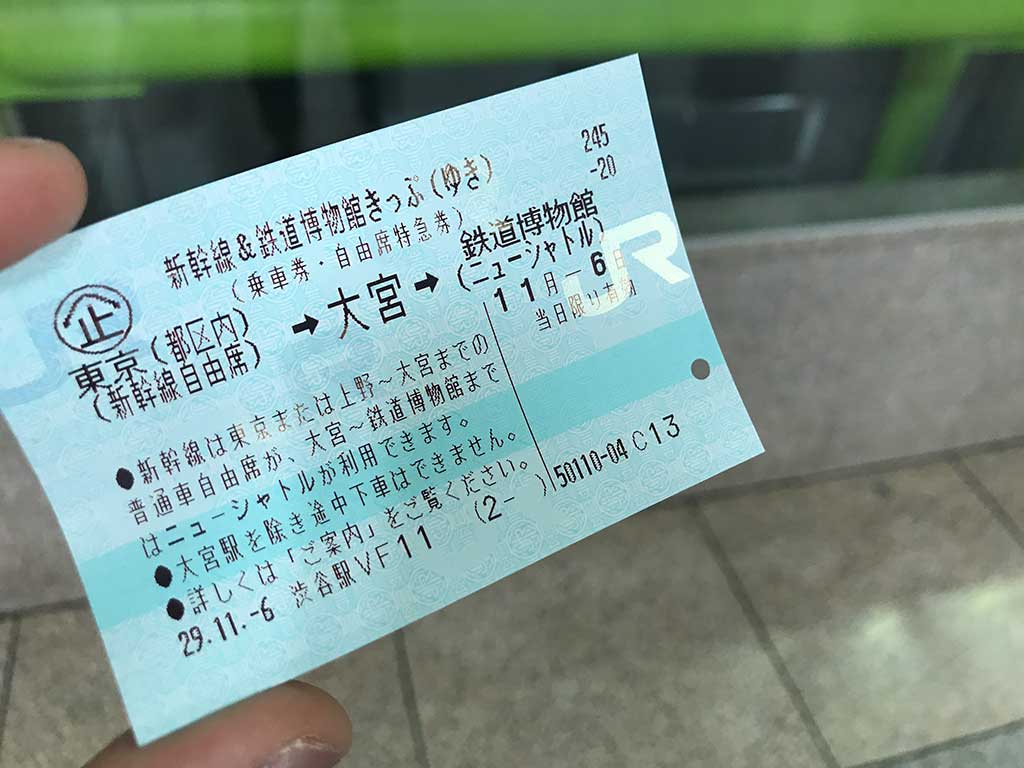 245
-20
新幹線&鉄道博物館きっぷ(ゆき)
(乗車券・自由席特急券)
企
東京(都区内)➡大宮➡鉄道博物館
(新幹線自由席)
(ニューシャトル)
11月-6日
当日限り有効
●新幹線は東京または上野～大宮までの
普通車自由席が、大宮～鉄道博物館まで
はニューシャトルが利用できます。
●大宮駅を除き途中下車はできません。
●詳しくは「ご案内」をご覧ください。
29.11.-6 渋谷駅VF11 (2- ) 50110-04 C13
JR